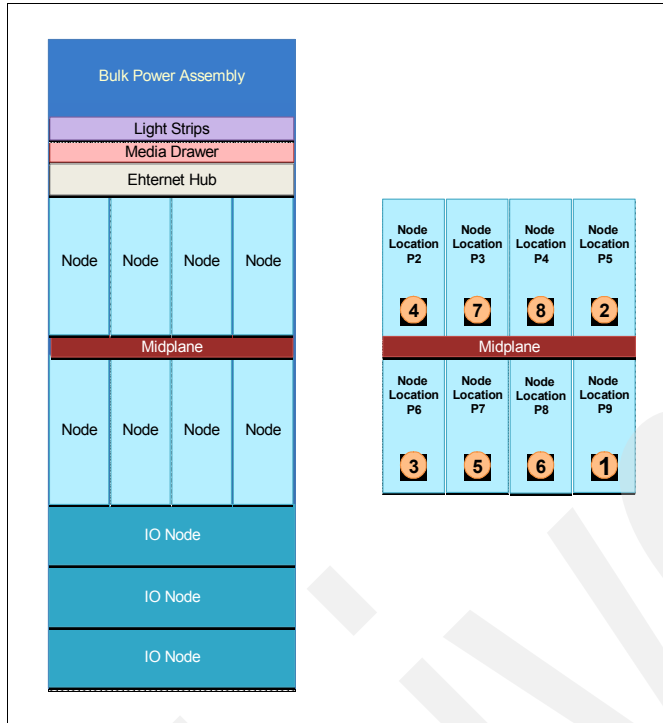 Bulk Power Assembly
Light Strips
Media Drawer
Ehternet Hub
Node Node Node Node
Midplane
Node Node Node Node
IO Node
IO Node
IO Node
Node Node Node Node
Location Location Location Location
P2 P3 P4 P5
4 7 8 2
Midplane
Node Node Node Node
Location Location Location Location
P6 P7 P8 P9
3 5 6 1